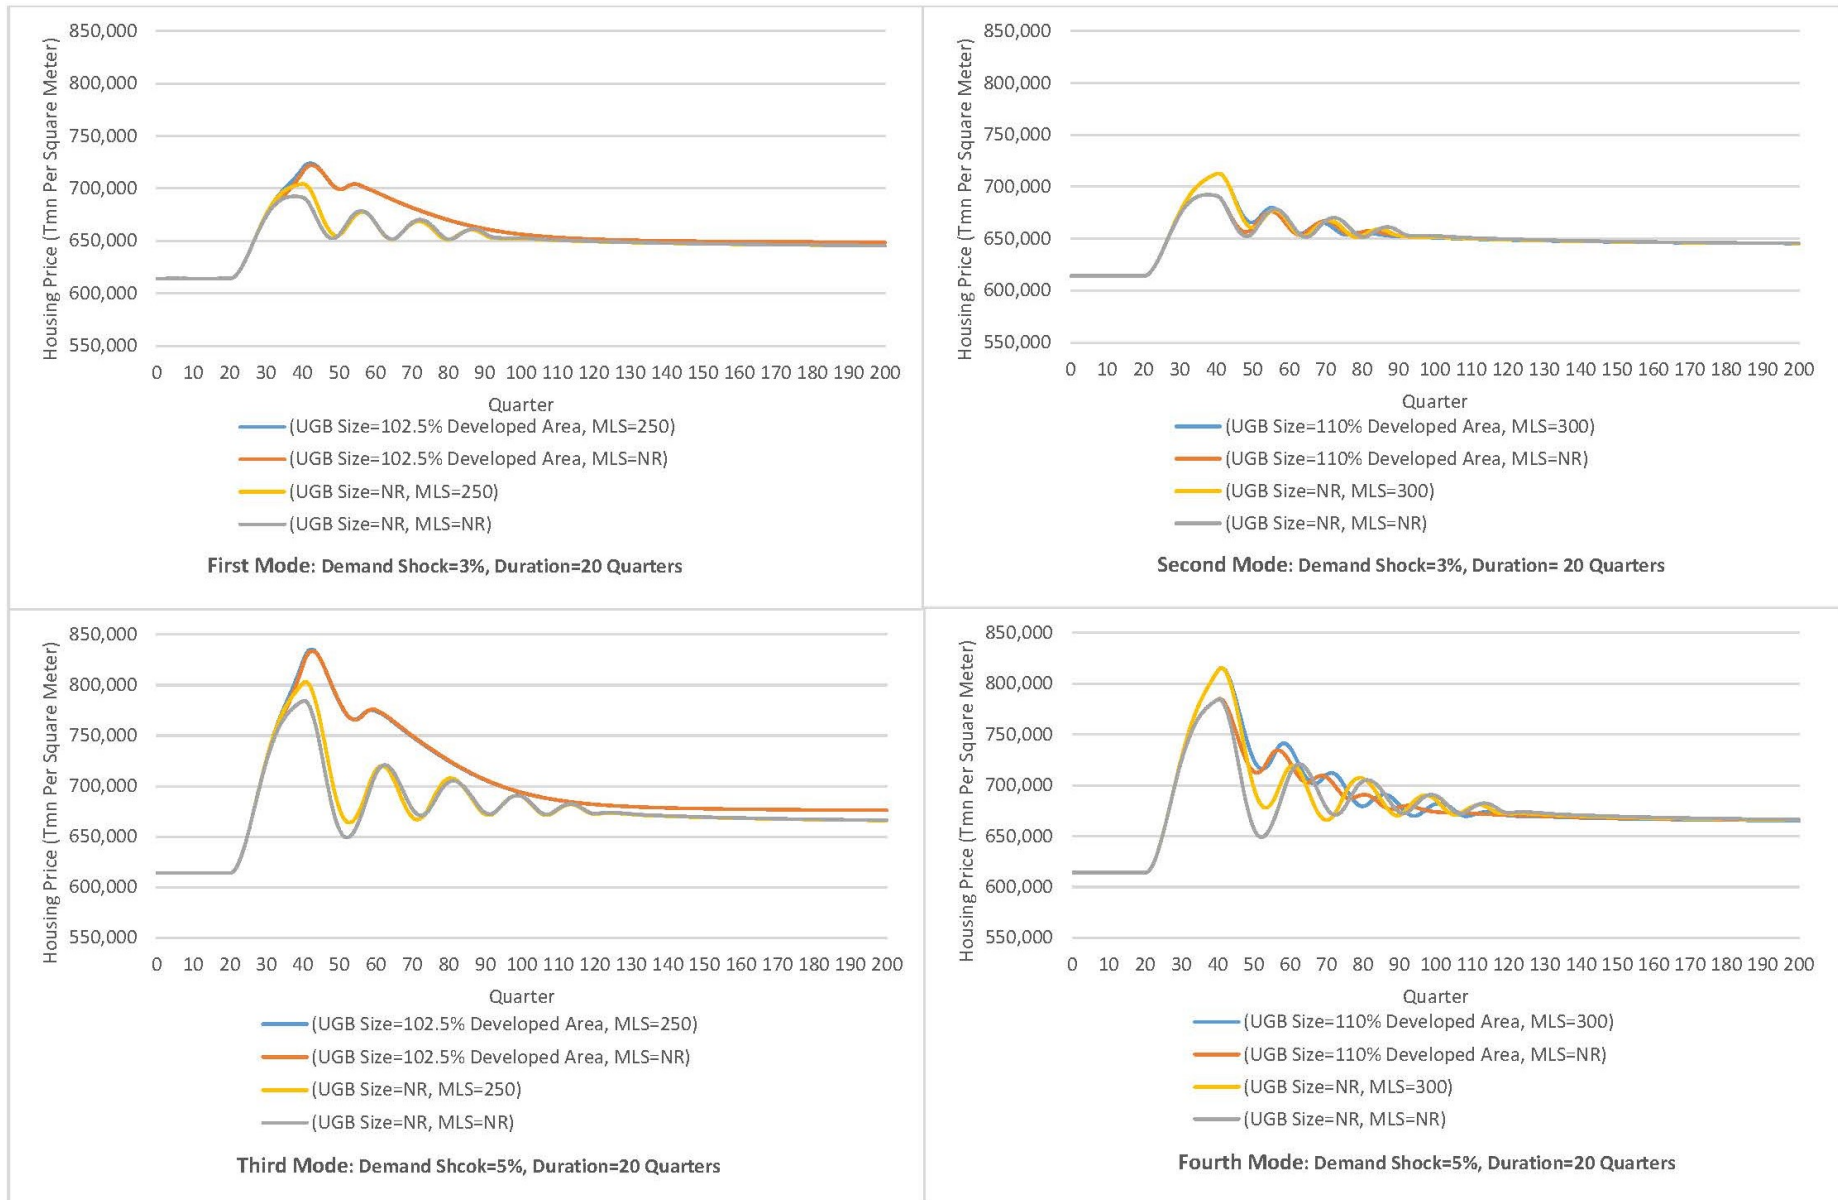 Housing Price (Tmn Per Square Meter)
850,000
800,000
750,000
700,000
650,000
600,000
550,000
0 10 20 30 40 50 60 70 80 90 100 110 120 130 140 150 160 170 180 190 200
Quarter
(UGB Size=102.5% Developed Area, MLS=250)
(UGB Size=102.5% Developed Area, MLS=NR)
(UGB Size=NR, MLS=250)
(UGB Size=NR, MLS=NR)
First Mode: Demand Shock=3%, Duration=20 Quarters
Housing Price (Tmn Per Square Meter)
850,000
800,000
750,000
700,000
650,000
600,000
550,000
0 10 20 30 40 50 60 70 80 90 100 110 120 130 140 150 160 170 180 190 200
Quarter
(UGB Size=110% Developed Area, MLS=300)
(UGB Size=110% Developed Area, MLS=NR)
(UGB Size=NR, MLS=300)
(UGB Size=NR, MLS=NR)
Second Mode: Demand Shock=3%, Duration= 20 Quarters
Housing Price (Tmn Per Square Meter)
850,000
800,000
750,000
700,000
650,000
600,000
550,000
0 10 20 30 40 50 60 70 80 90 100 110 120 130 140 150 160 170 180 190 200
Quarter
(UGB Size=102.5% Developed Area, MLS=250)
(UGB Size=102.5% Developed Area, MLS=NR)
(UGB Size=NR, MLS=250)
(UGB Size=NR, MLS=NR)
Third Mode: Demand Shcok=5%, Duration=20 Quarters
Housing Price (Tmn Per Square Meter)
850,000
800,000
750,000
700,000
650,000
600,000
550,000
0 10 20 30 40 50 60 70 80 90 100 110 120 130 140 150 160 170 180 190 200
Quarter
(UGB Size=110% Developed Area, MLS=300)
(UGB Size=110% Developed Area, MLS=NR)
(UGB Size=NR, MLS=300)
(UGB Size=NR, MLS=NR)
Fourth Mode: Demand Shock=5%, Duration=20 Quarters